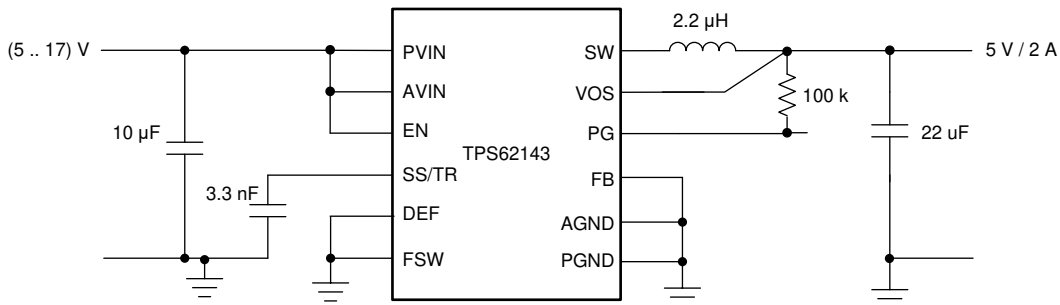 2.2 µH
(5 .. 17) V
PVIN
SW
5 V / 2 A
AVIN
VOS
100 k
10 µF
EN
PG
22 uF
TPS62143
3.3 nF
SS/TR
FB
DEF
AGND
FSW
PGND